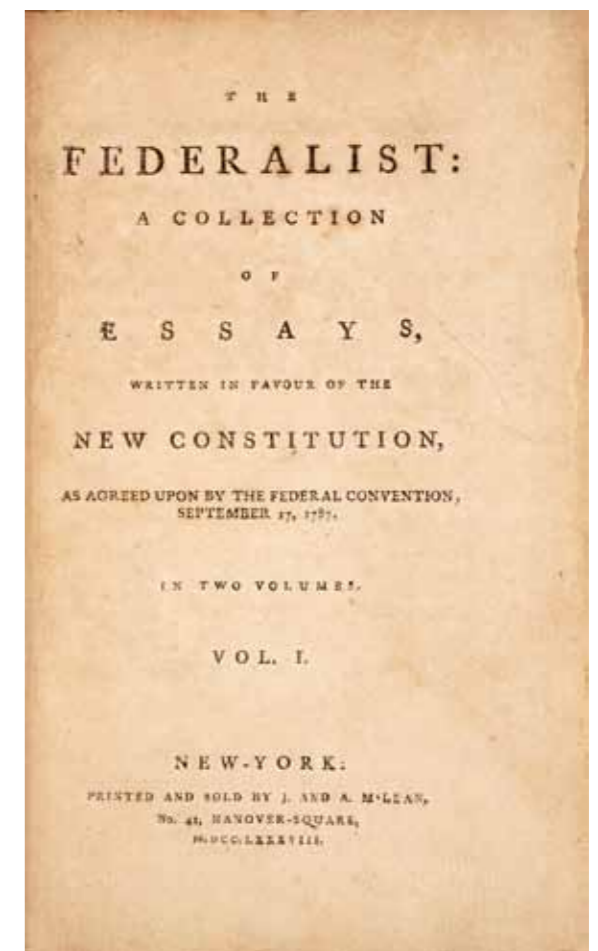 THE
FEDERALIST:
A COLLECTION
OF
ESSAYS,
WRITTEN IN FAVOUR OF THE
NEW CONSTITUTION,
AS AGREED UPON BY THE FEDERAL CONVENTION,
SEPTEMBER 17, 1787.
IN TWO VOLUMES.
VOL. I.
NEW-YORK:
PRINTED AND SOLD BY J. AND A. M‘LEAN,
No. 41, HANOVER-SQUARE,
M,DCC,LXXXVIII.